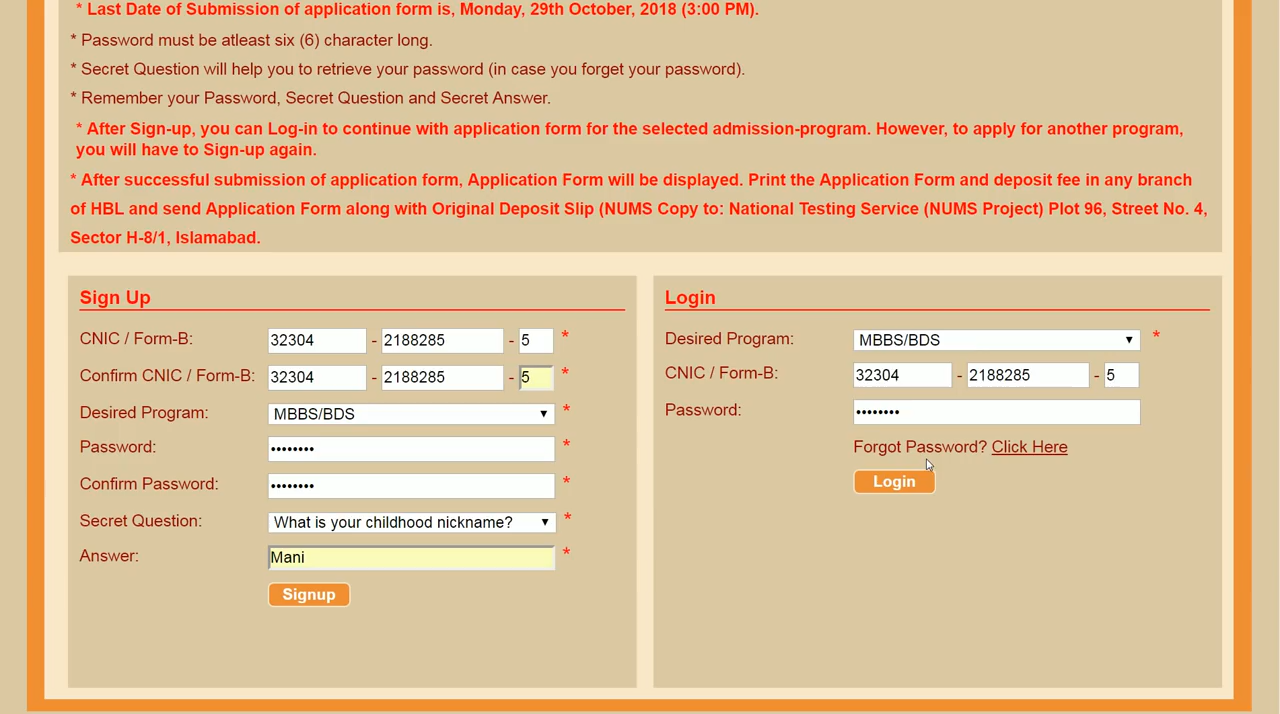 * Last Date of Submission of application form is, Monday, 29th October, 2018 (3:00 PM).
* Password must be atleast six (6) character long.
* Secret Question will help you to retrieve your password (in case you forget your password).
* Remember your Password, Secret Question and Secret Answer.
* After Sign-up, you can Log-in to continue with application form for the selected admission-program. However, to apply for another program,
you will have to Sign-up again.
* After successful submission of application form, Application Form will be displayed. Print the Application Form and deposit fee in any branch
of HBL and send Application Form along with Original Deposit Slip (NUMS Copy to: National Testing Service (NUMS Project) Plot 96, Street No. 4,
Sector H-8/1, Islamabad.
Sign Up
CNIC / Form-B: 32304 - 2188285 - 5 *
Confirm CNIC / Form-B: 32304 - 2188285 - 5 *
Desired Program: MBBS/BDS *
Password: •••••••• *
Confirm Password: •••••••• *
Secret Question: What is your childhood nickname? *
Answer: Mani *
Signup
Login
Desired Program: MBBS/BDS *
CNIC / Form-B: 32304 - 2188285 - 5
Password: ••••••••
Forgot Password? Click Here
Login